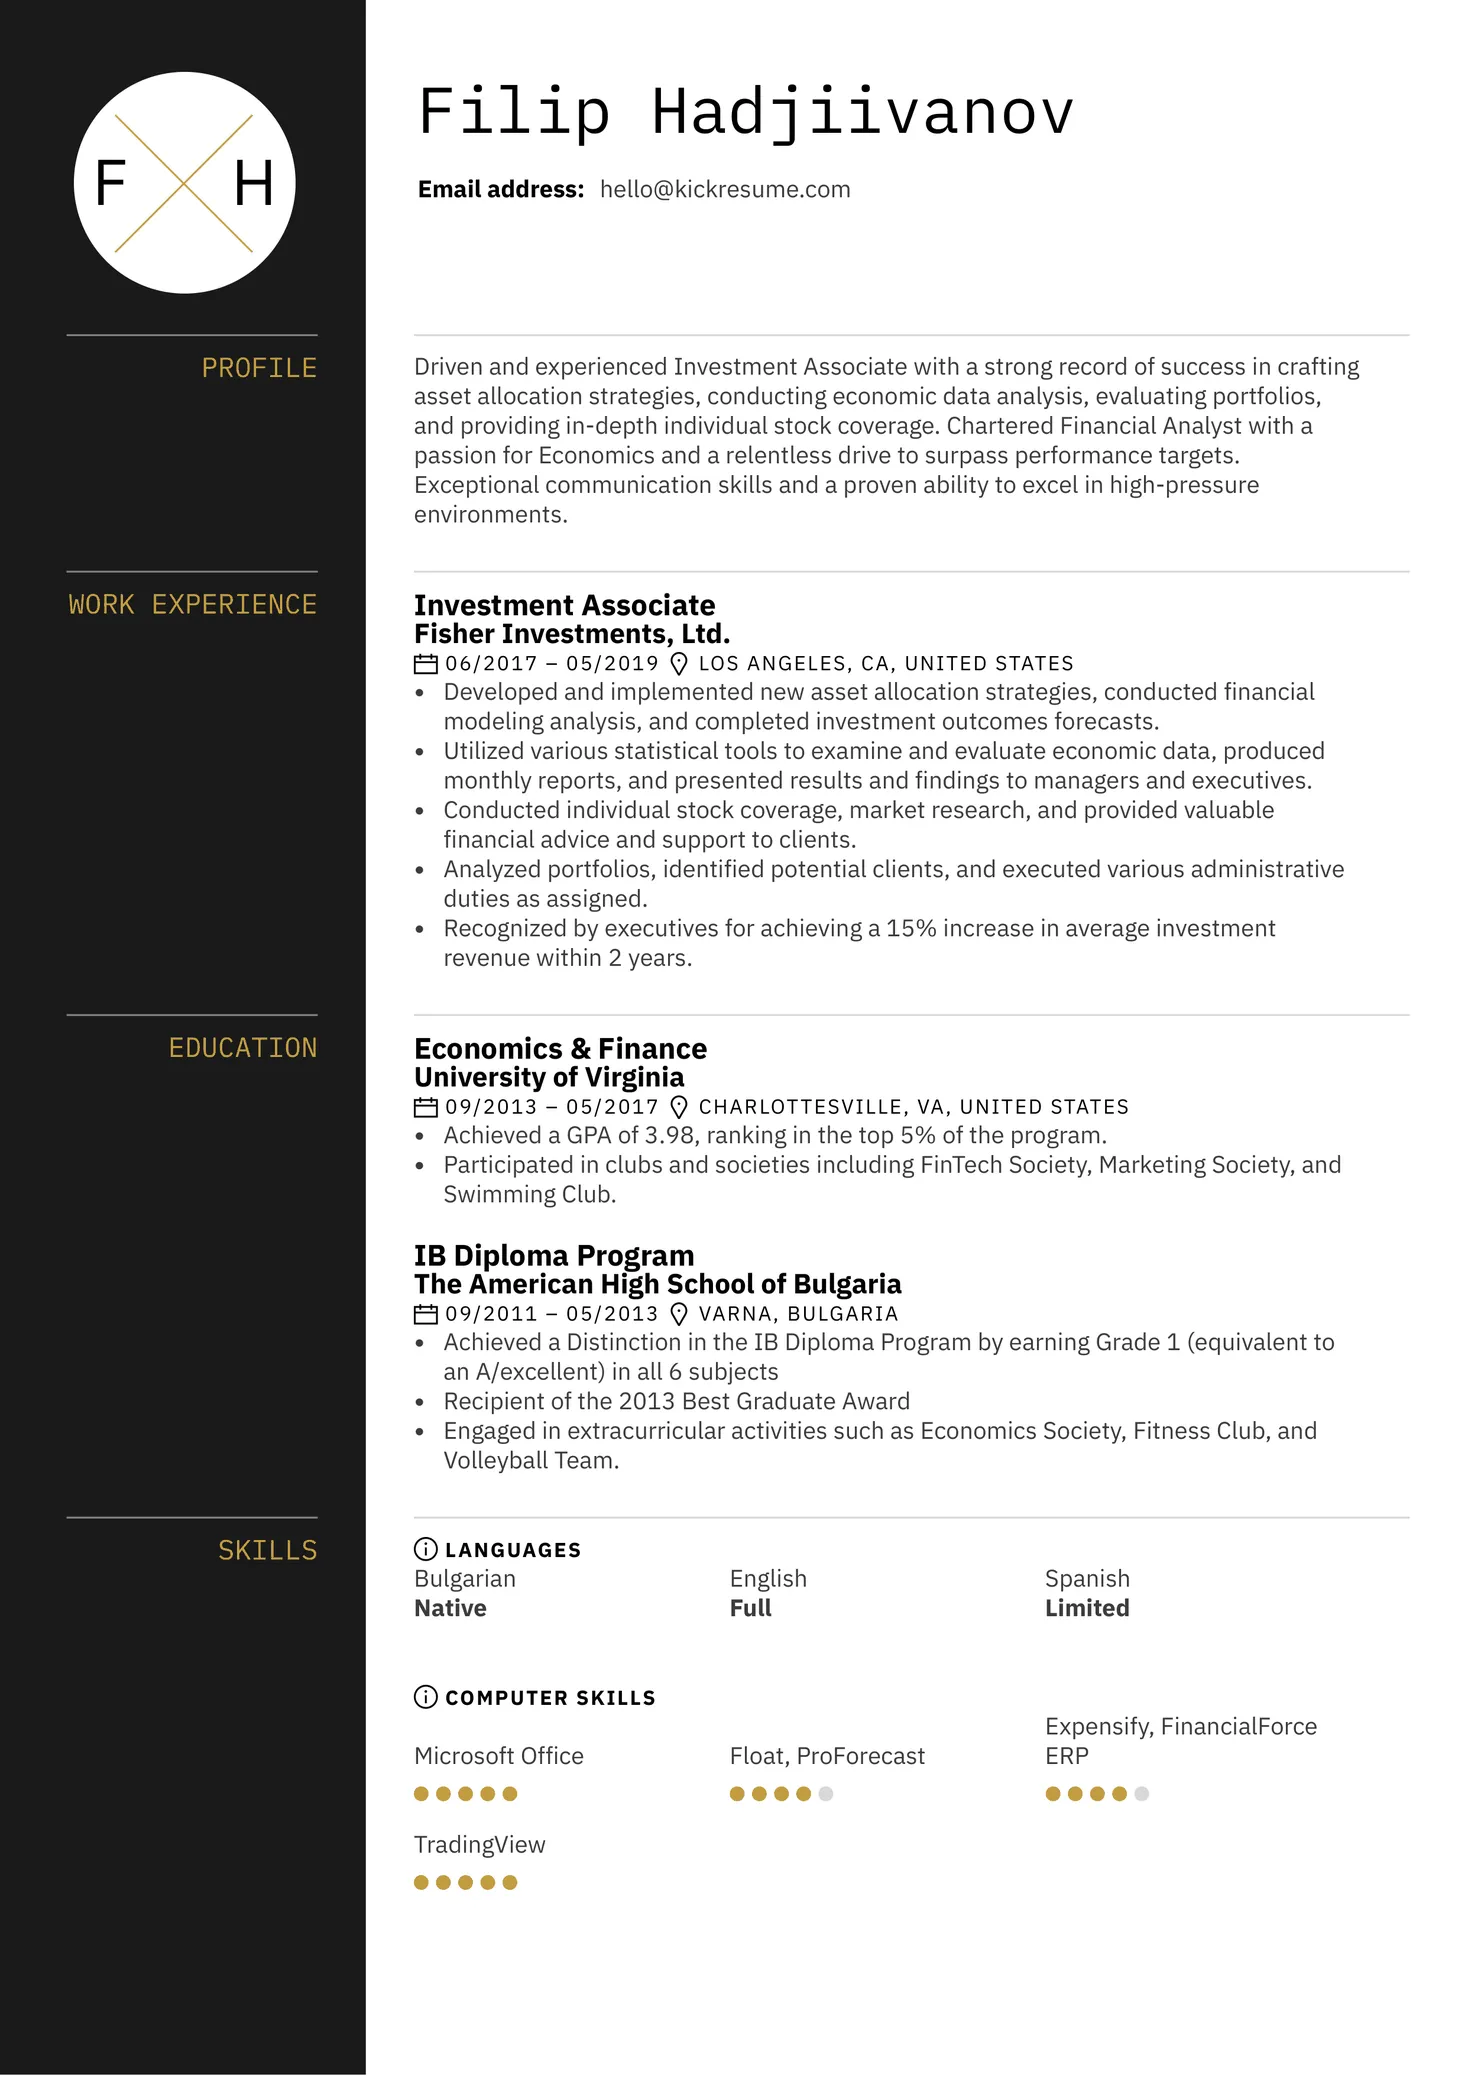 F H
Filip Hadjiivanov
Email address: hello@kickresume.com
PROFILE
Driven and experienced Investment Associate with a strong record of success in crafting
asset allocation strategies, conducting economic data analysis, evaluating portfolios,
and providing in-depth individual stock coverage. Chartered Financial Analyst with a
passion for Economics and a relentless drive to surpass performance targets.
Exceptional communication skills and a proven ability to excel in high-pressure
environments.
WORK EXPERIENCE
Investment Associate
Fisher Investments, Ltd.
06/2017 – 05/2019 LOS ANGELES, CA, UNITED STATES
• Developed and implemented new asset allocation strategies, conducted financial
modeling analysis, and completed investment outcomes forecasts.
• Utilized various statistical tools to examine and evaluate economic data, produced
monthly reports, and presented results and findings to managers and executives.
• Conducted individual stock coverage, market research, and provided valuable
financial advice and support to clients.
• Analyzed portfolios, identified potential clients, and executed various administrative
duties as assigned.
• Recognized by executives for achieving a 15% increase in average investment
revenue within 2 years.
EDUCATION
Economics & Finance
University of Virginia
09/2013 – 05/2017 CHARLOTTESVILLE, VA, UNITED STATES
• Achieved a GPA of 3.98, ranking in the top 5% of the program.
• Participated in clubs and societies including FinTech Society, Marketing Society, and
Swimming Club.
IB Diploma Program
The American High School of Bulgaria
09/2011 – 05/2013 VARNA, BULGARIA
• Achieved a Distinction in the IB Diploma Program by earning Grade 1 (equivalent to
an A/excellent) in all 6 subjects
• Recipient of the 2013 Best Graduate Award
• Engaged in extracurricular activities such as Economics Society, Fitness Club, and
Volleyball Team.
SKILLS
LANGUAGES
Bulgarian English Spanish
Native Full Limited
COMPUTER SKILLS
Expensify, FinancialForce
Microsoft Office Float, ProForecast ERP
TradingView